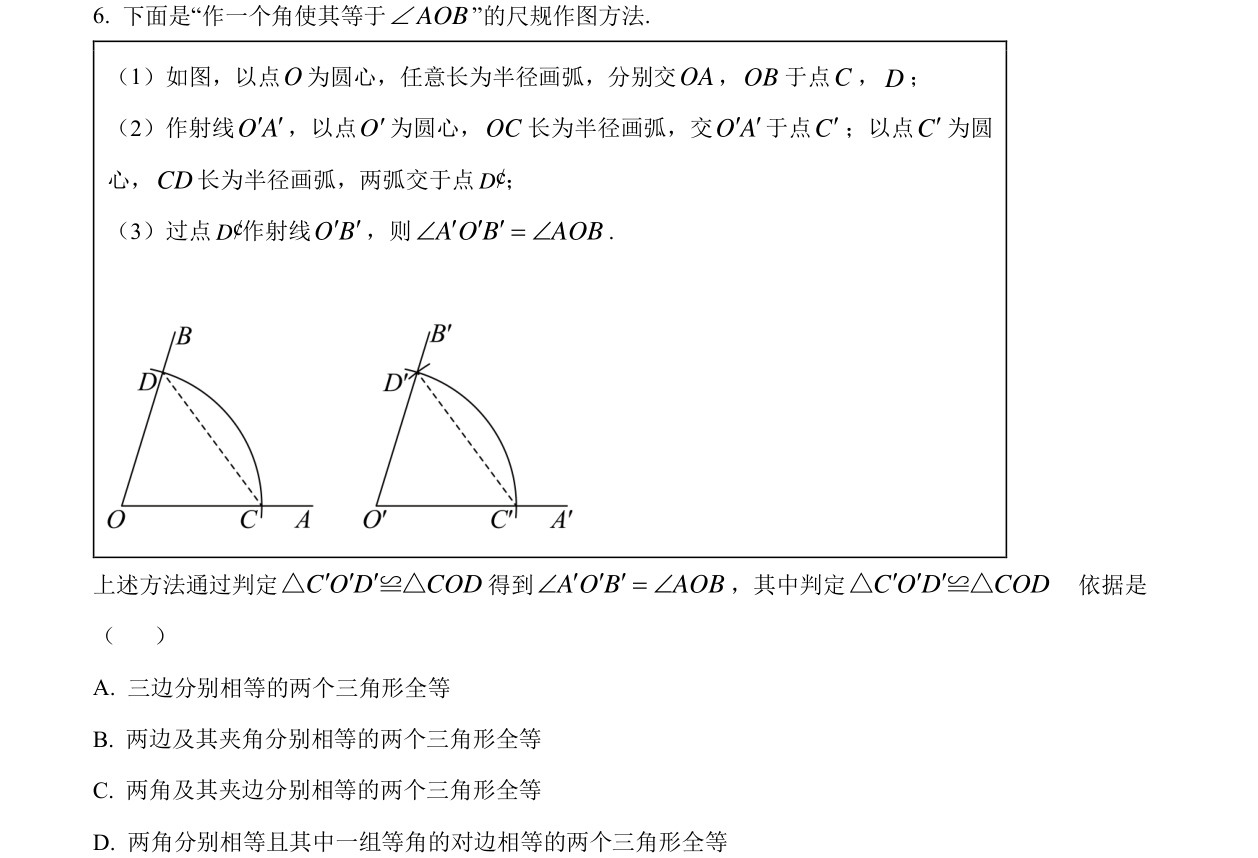 6. 下面是“作一个角使其等于∠AOB”的尺规作图方法.
（1）如图，以点O为圆心，任意长为半径画弧，分别交OA，OB于点C，D；
（2）作射线O′A′，以点O′为圆心，OC长为半径画弧，交O′A′于点C′；以点C′为圆
心，CD长为半径画弧，两弧交于点D¢；
（3）过点D¢作射线O′B′，则∠A′O′B′=∠AOB.
B
B′
D
D′
O
C
A
O′
C′
A′
上述方法通过判定△C′O′D′≌△COD得到∠A′O′B′=∠AOB，其中判定△C′O′D′≌△COD 依据是
（ ）
A. 三边分别相等的两个三角形全等
B. 两边及其夹角分别相等的两个三角形全等
C. 两角及其夹边分别相等的两个三角形全等
D. 两角分别相等且其中一组等角的对边相等的两个三角形全等